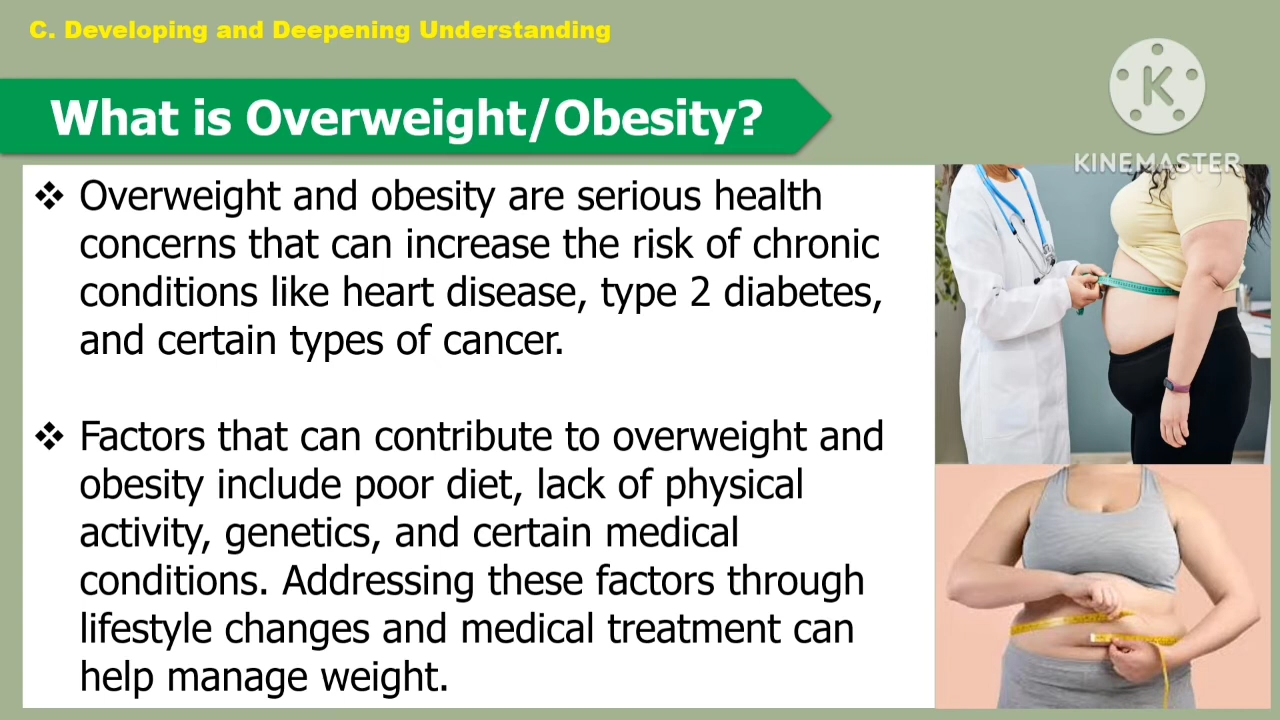 C. Developing and Deepening Understanding
K
KINEMASTER
What is Overweight/Obesity?
❖ Overweight and obesity are serious health
concerns that can increase the risk of chronic
conditions like heart disease, type 2 diabetes,
and certain types of cancer.
❖ Factors that can contribute to overweight and
obesity include poor diet, lack of physical
activity, genetics, and certain medical
conditions. Addressing these factors through
lifestyle changes and medical treatment can
help manage weight.